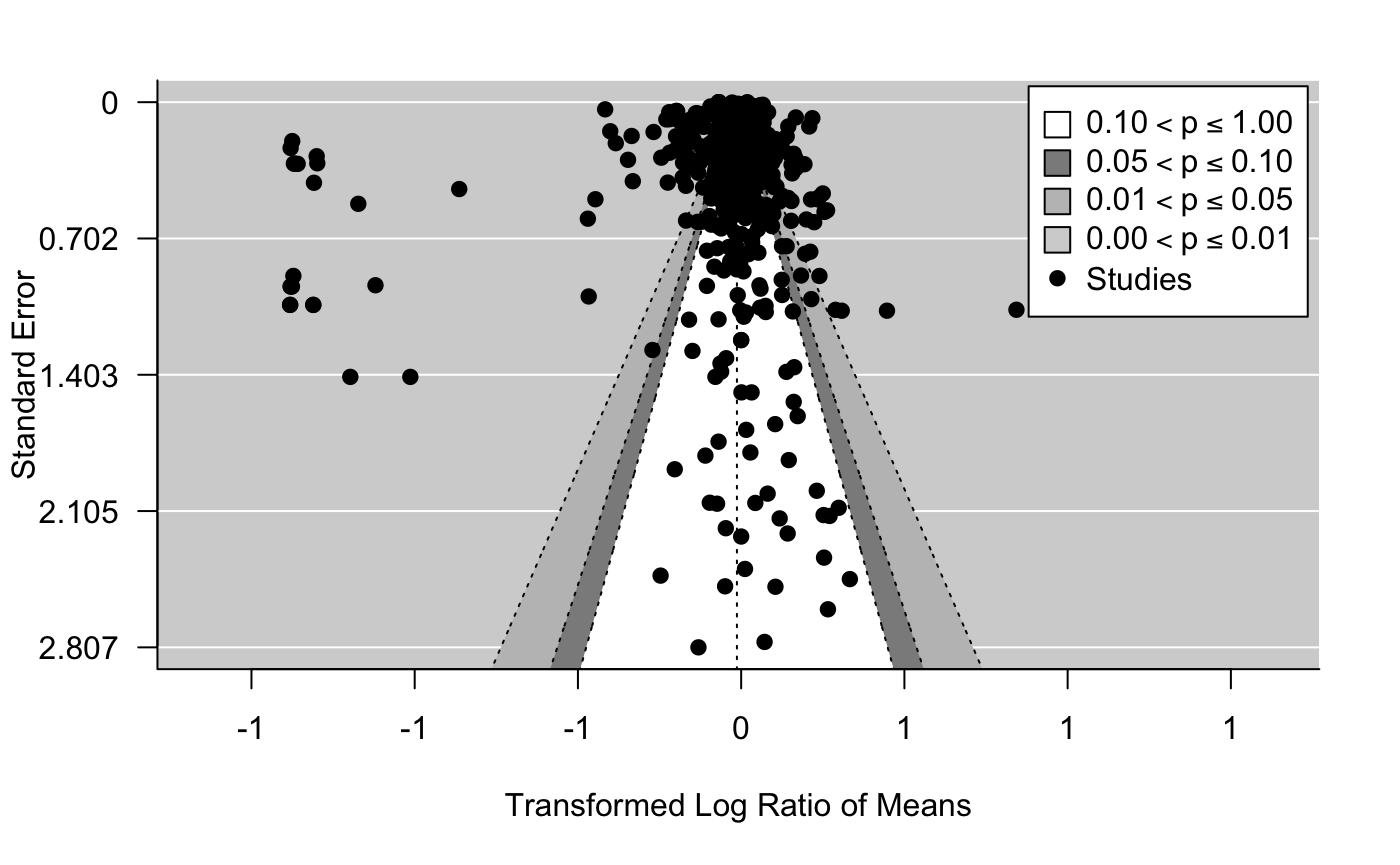 0
0.702
1.403
2.105
2.807
Standard Error
-1
-1
-1
0
1
1
1
Transformed Log Ratio of Means
0.10 < p ≤ 1.00
0.05 < p ≤ 0.10
0.01 < p ≤ 0.05
0.00 < p ≤ 0.01
Studies